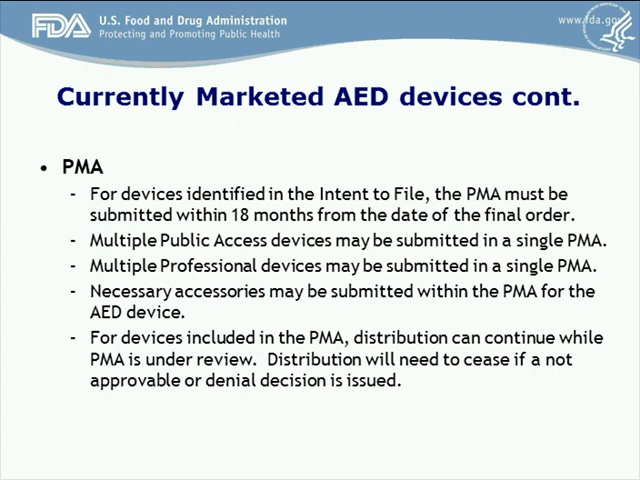 FDA U.S. Food and Drug Administration
Protecting and Promoting Public Health
www.fda.gov
Currently Marketed AED devices cont.
• PMA
- For devices identified in the Intent to File, the PMA must be
submitted within 18 months from the date of the final order.
- Multiple Public Access devices may be submitted in a single PMA.
- Multiple Professional devices may be submitted in a single PMA.
- Necessary accessories may be submitted within the PMA for the
AED device.
- For devices included in the PMA, distribution can continue while
PMA is under review.  Distribution will need to cease if a not
approvable or denial decision is issued.